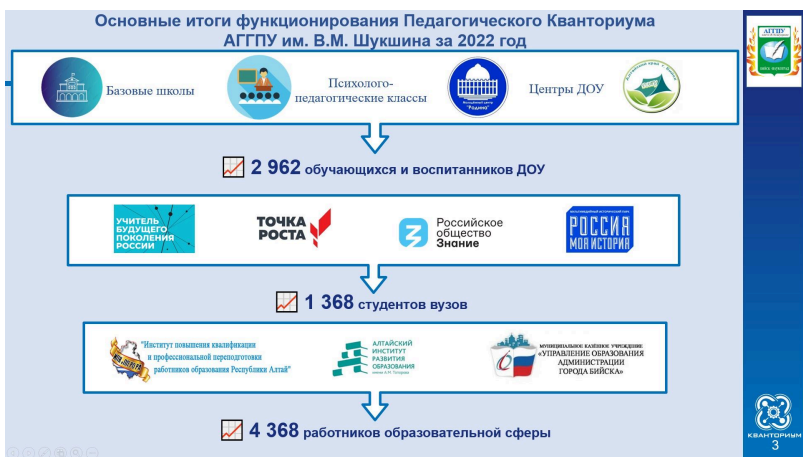 Основные итоги функционирования Педагогического Кванториума
АГГПУ им. В.М. Шукшина за 2022 год
АГГПУ
Базовые школы
Психолого-
педагогические классы
"Родина"
Центры ДОУ
2 962 обучающихся и воспитанников ДОУ
УЧИТЕЛЬ
БУДУЩЕГО
ПОКОЛЕНИЯ
РОССИИ
ТОЧКА
РОСТА
Российское
общество
Знание
РОССИЯ
МОЯ ИСТОРИЯ
1 368 студентов вузов
"Институт повышения квалификации
и профессиональной переподготовки
работников образования Республики Алтай"
АЛТАЙСКИЙ
ИНСТИТУТ
РАЗВИТИЯ
ОБРАЗОВАНИЯ
МУНИЦИПАЛЬНОЕ КАЗЁННОЕ УЧРЕЖДЕНИЕ
«УПРАВЛЕНИЕ ОБРАЗОВАНИЯ
АДМИНИСТРАЦИИ
ГОРОДА БИЙСКА»
4 368 работников образовательной сферы
КВАНТОРИУМ
3